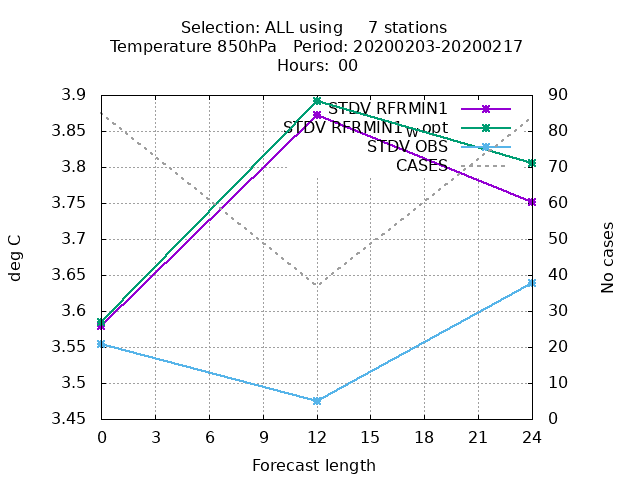 Selection: ALL using 7 stations
Temperature 850hPa Period: 20200203-20200217
Hours: 00
3.9
3.85
3.8
3.75
3.7
3.65
3.6
3.55
3.5
3.45
deg C
STDV RFRMIN1
STDV RFRMIN1_w_opt
STDV OBS
CASES
90
80
70
60
50
40
30
20
10
0
No cases
0 3 6 9 12 15 18 21 24
Forecast length